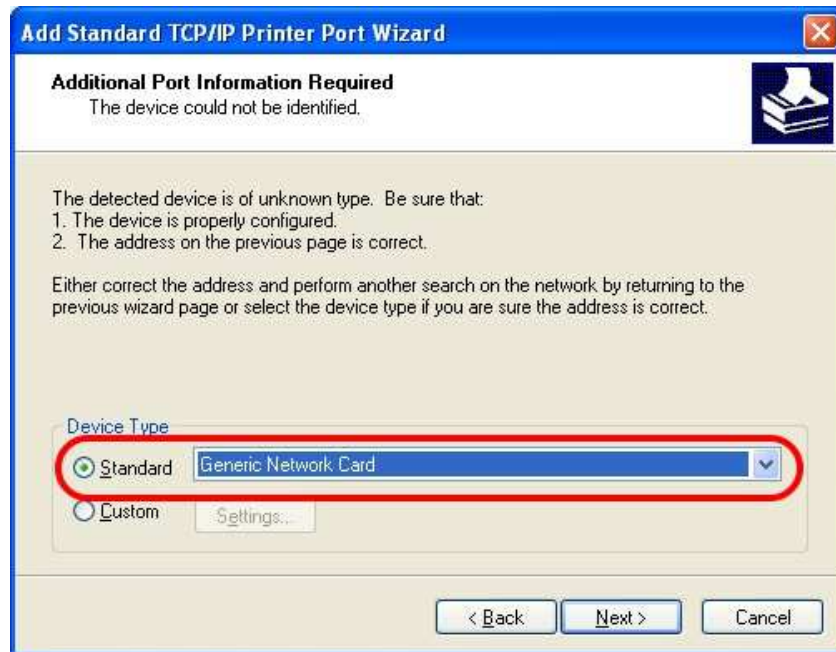 Add Standard TCP/IP Printer Port Wizard
Additional Port Information Required
The device could not be identified.
The detected device is of unknown type.  Be sure that:
1. The device is properly configured.
2.  The address on the previous page is correct.
Either correct the address and perform another search on the network by returning to the
previous wizard page or select the device type if you are sure the address is correct.
Device Type
Standard
Generic Network Card
Custom
Settings...
< Back
Next >
Cancel